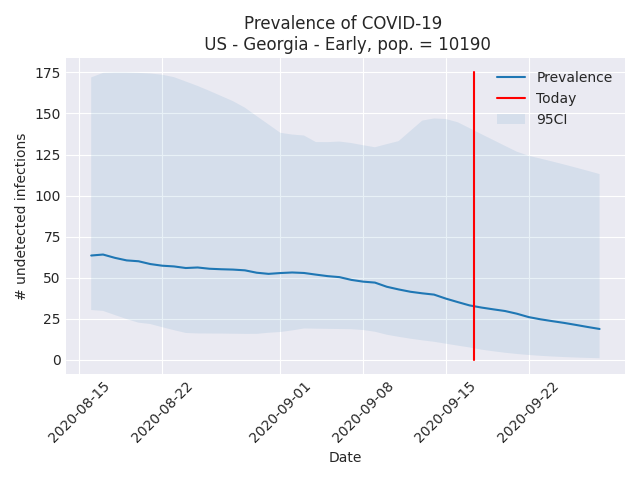 Prevalence of COVID-19
US - Georgia - Early, pop. = 10190
Prevalence
Today
95CI
# undetected infections
175
150
125
100
75
50
25
0
2020-08-15
2020-08-22
2020-09-01
2020-09-08
2020-09-15
2020-09-22
Date